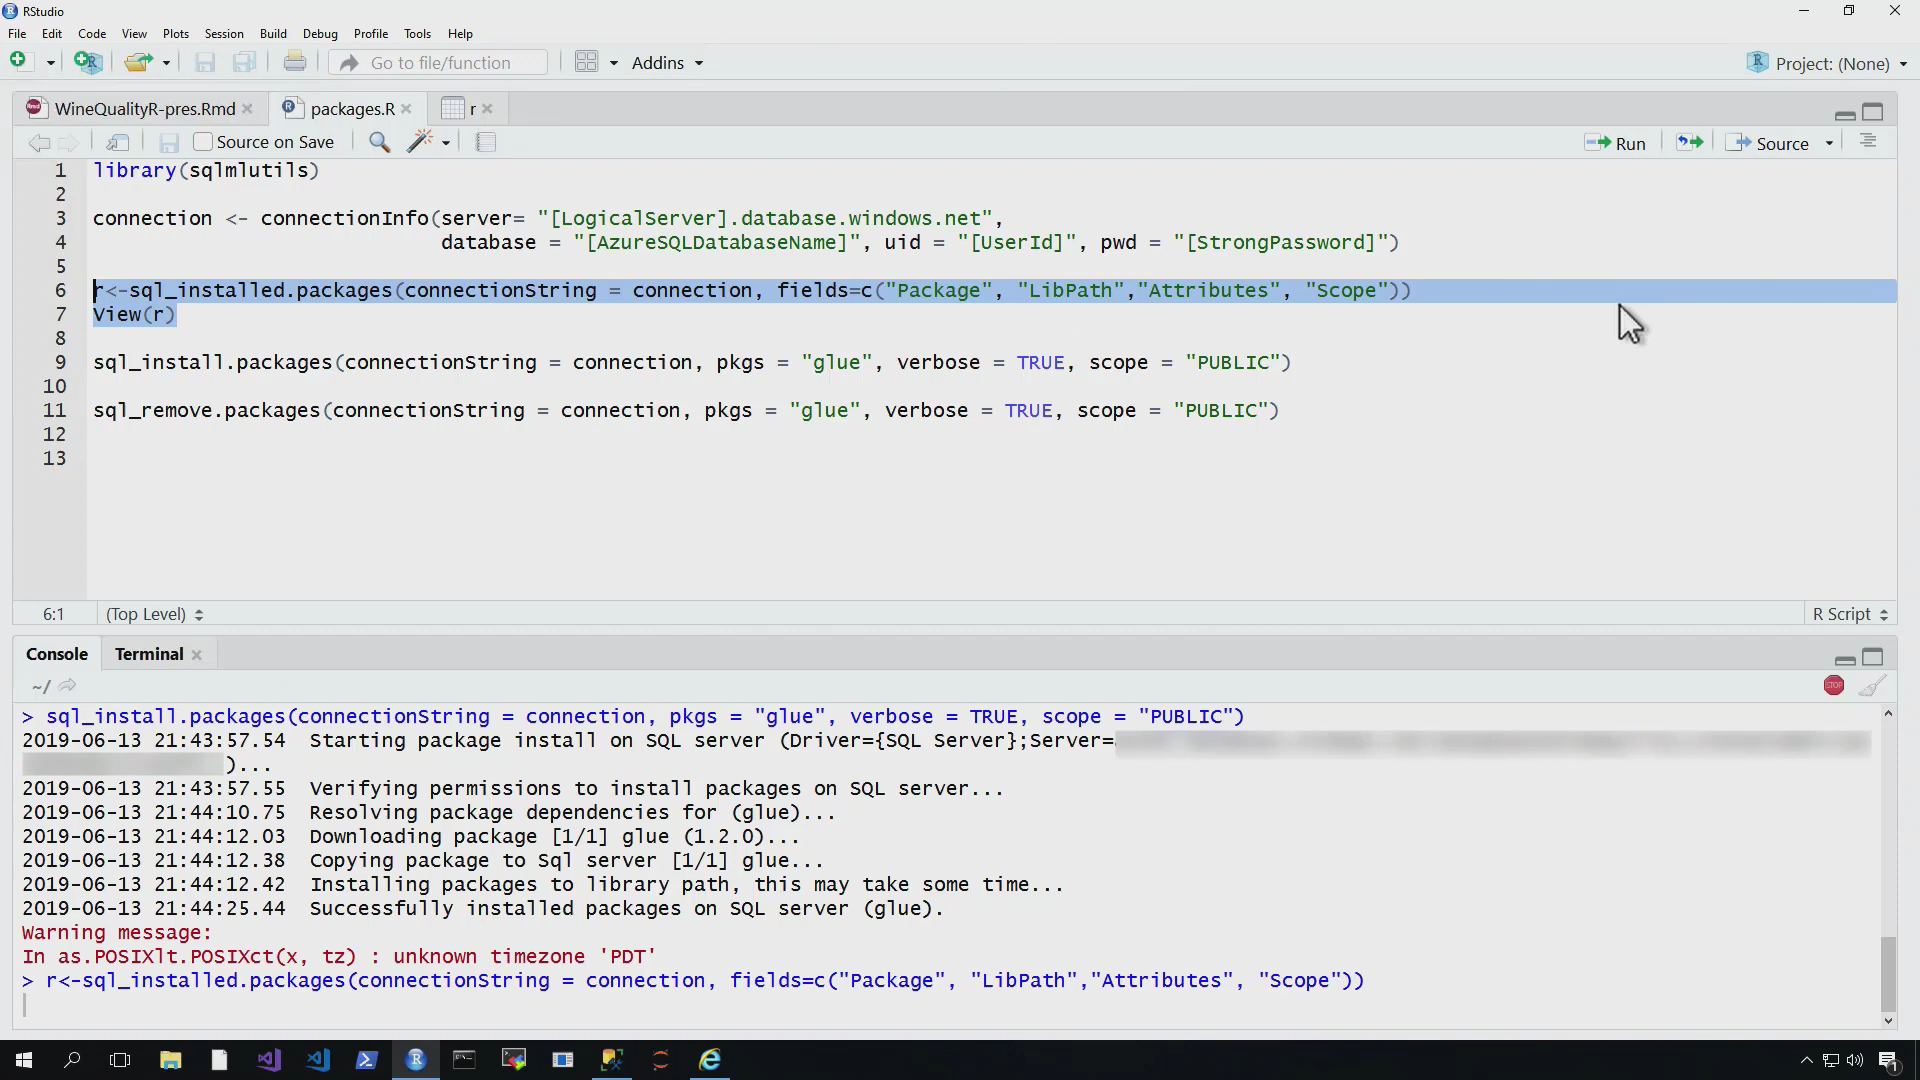 RStudio
File Edit Code View Plots Session Build Debug Profile Tools Help
Go to file/function Addins Project: (None)
WineQualityR-pres.Rmd packages.R r
Source on Save Run Source
1 library(sqlmlutils)
2
3 connection <- connectionInfo(server= "[LogicalServer].database.windows.net",
4 database = "[AzureSQLDatabaseName]", uid = "[UserId]", pwd = "[StrongPassword]")
5
6 r<-sql_installed.packages(connectionString = connection, fields=c("Package", "LibPath","Attributes", "Scope"))
7 View(r)
8
9 sql_install.packages(connectionString = connection, pkgs = "glue", verbose = TRUE, scope = "PUBLIC")
10
11 sql_remove.packages(connectionString = connection, pkgs = "glue", verbose = TRUE, scope = "PUBLIC")
12
13
6:1 (Top Level) R Script
Console Terminal
~/ STOP
> sql_install.packages(connectionString = connection, pkgs = "glue", verbose = TRUE, scope = "PUBLIC")
2019-06-13 21:43:57.54 Starting package install on SQL server (Driver={SQL Server};Server=
)...
2019-06-13 21:43:57.55 Verifying permissions to install packages on SQL server...
2019-06-13 21:44:10.75 Resolving package dependencies for (glue)...
2019-06-13 21:44:12.03 Downloading package [1/1] glue (1.2.0)...
2019-06-13 21:44:12.38 Copying package to Sql server [1/1] glue...
2019-06-13 21:44:12.42 Installing packages to library path, this may take some time...
2019-06-13 21:44:25.44 Successfully installed packages on SQL server (glue).
Warning message:
In as.POSIXlt.POSIXct(x, tz) : unknown timezone 'PDT'
> r<-sql_installed.packages(connectionString = connection, fields=c("Package", "LibPath","Attributes", "Scope"))
1